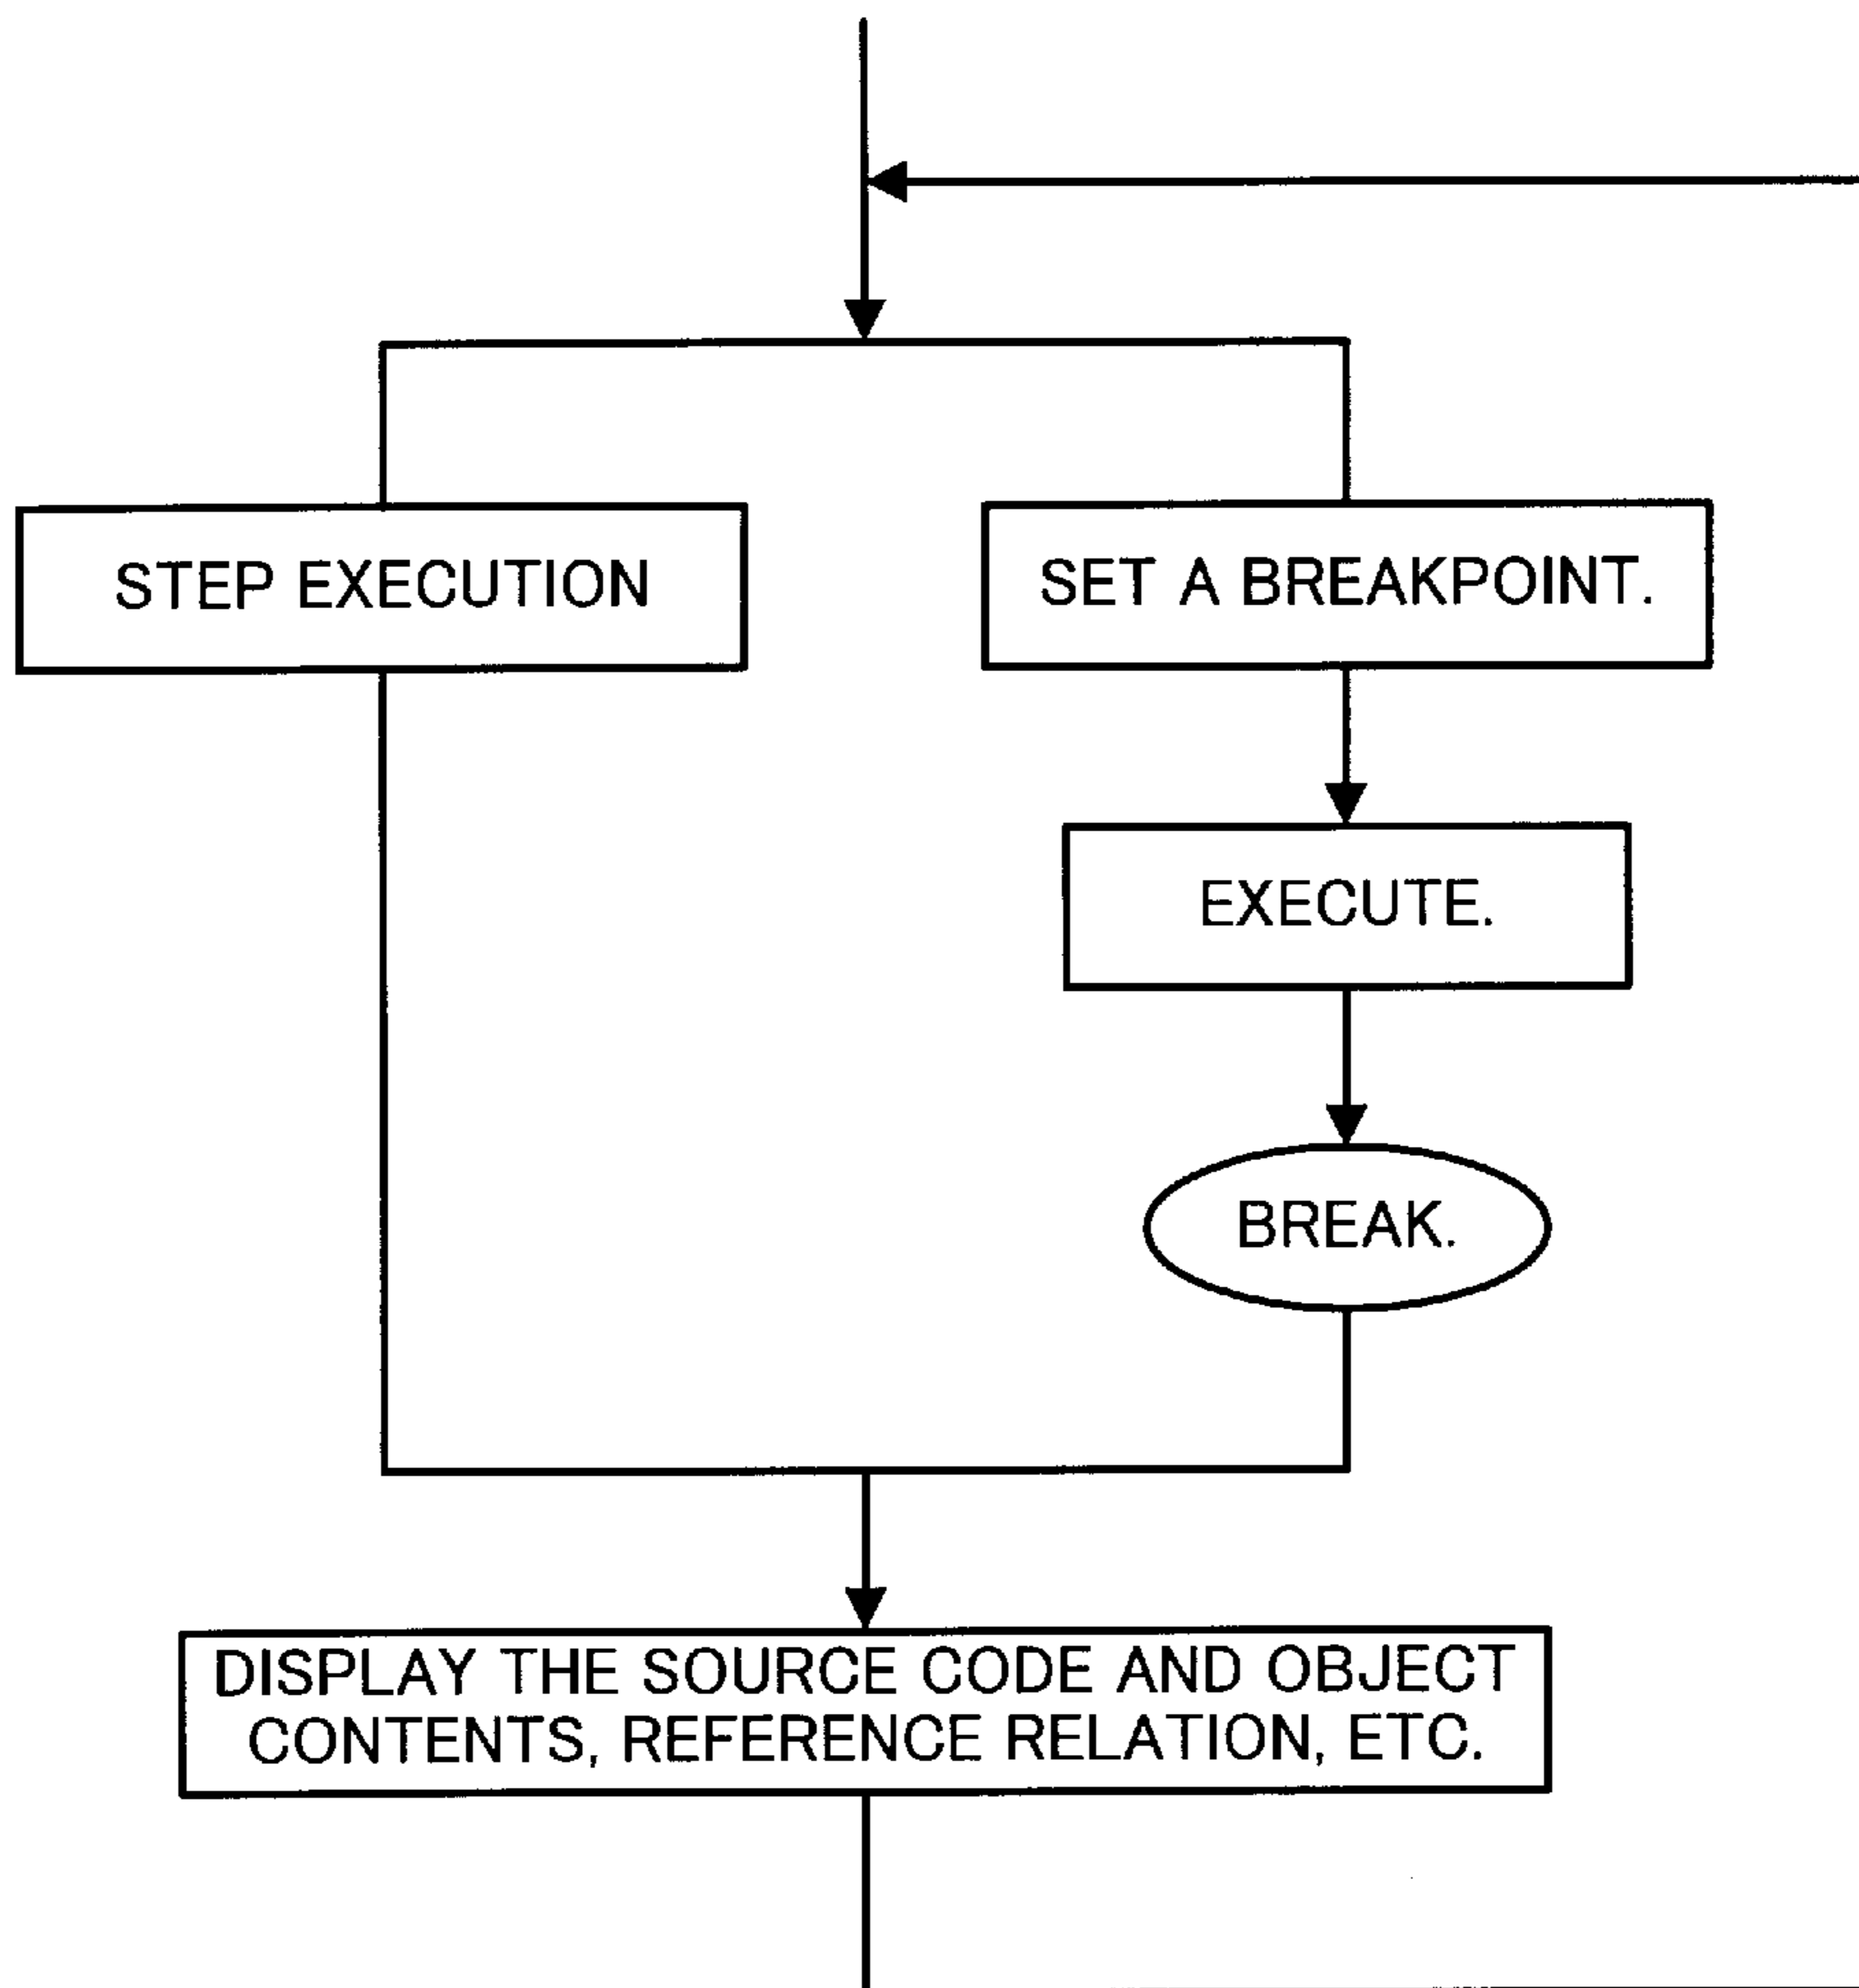 STEP EXECUTION
SET A BREAKPOINT.
EXECUTE.
BREAK.
DISPLAY THE SOURCE CODE AND OBJECT
CONTENTS, REFERENCE RELATION, ETC.